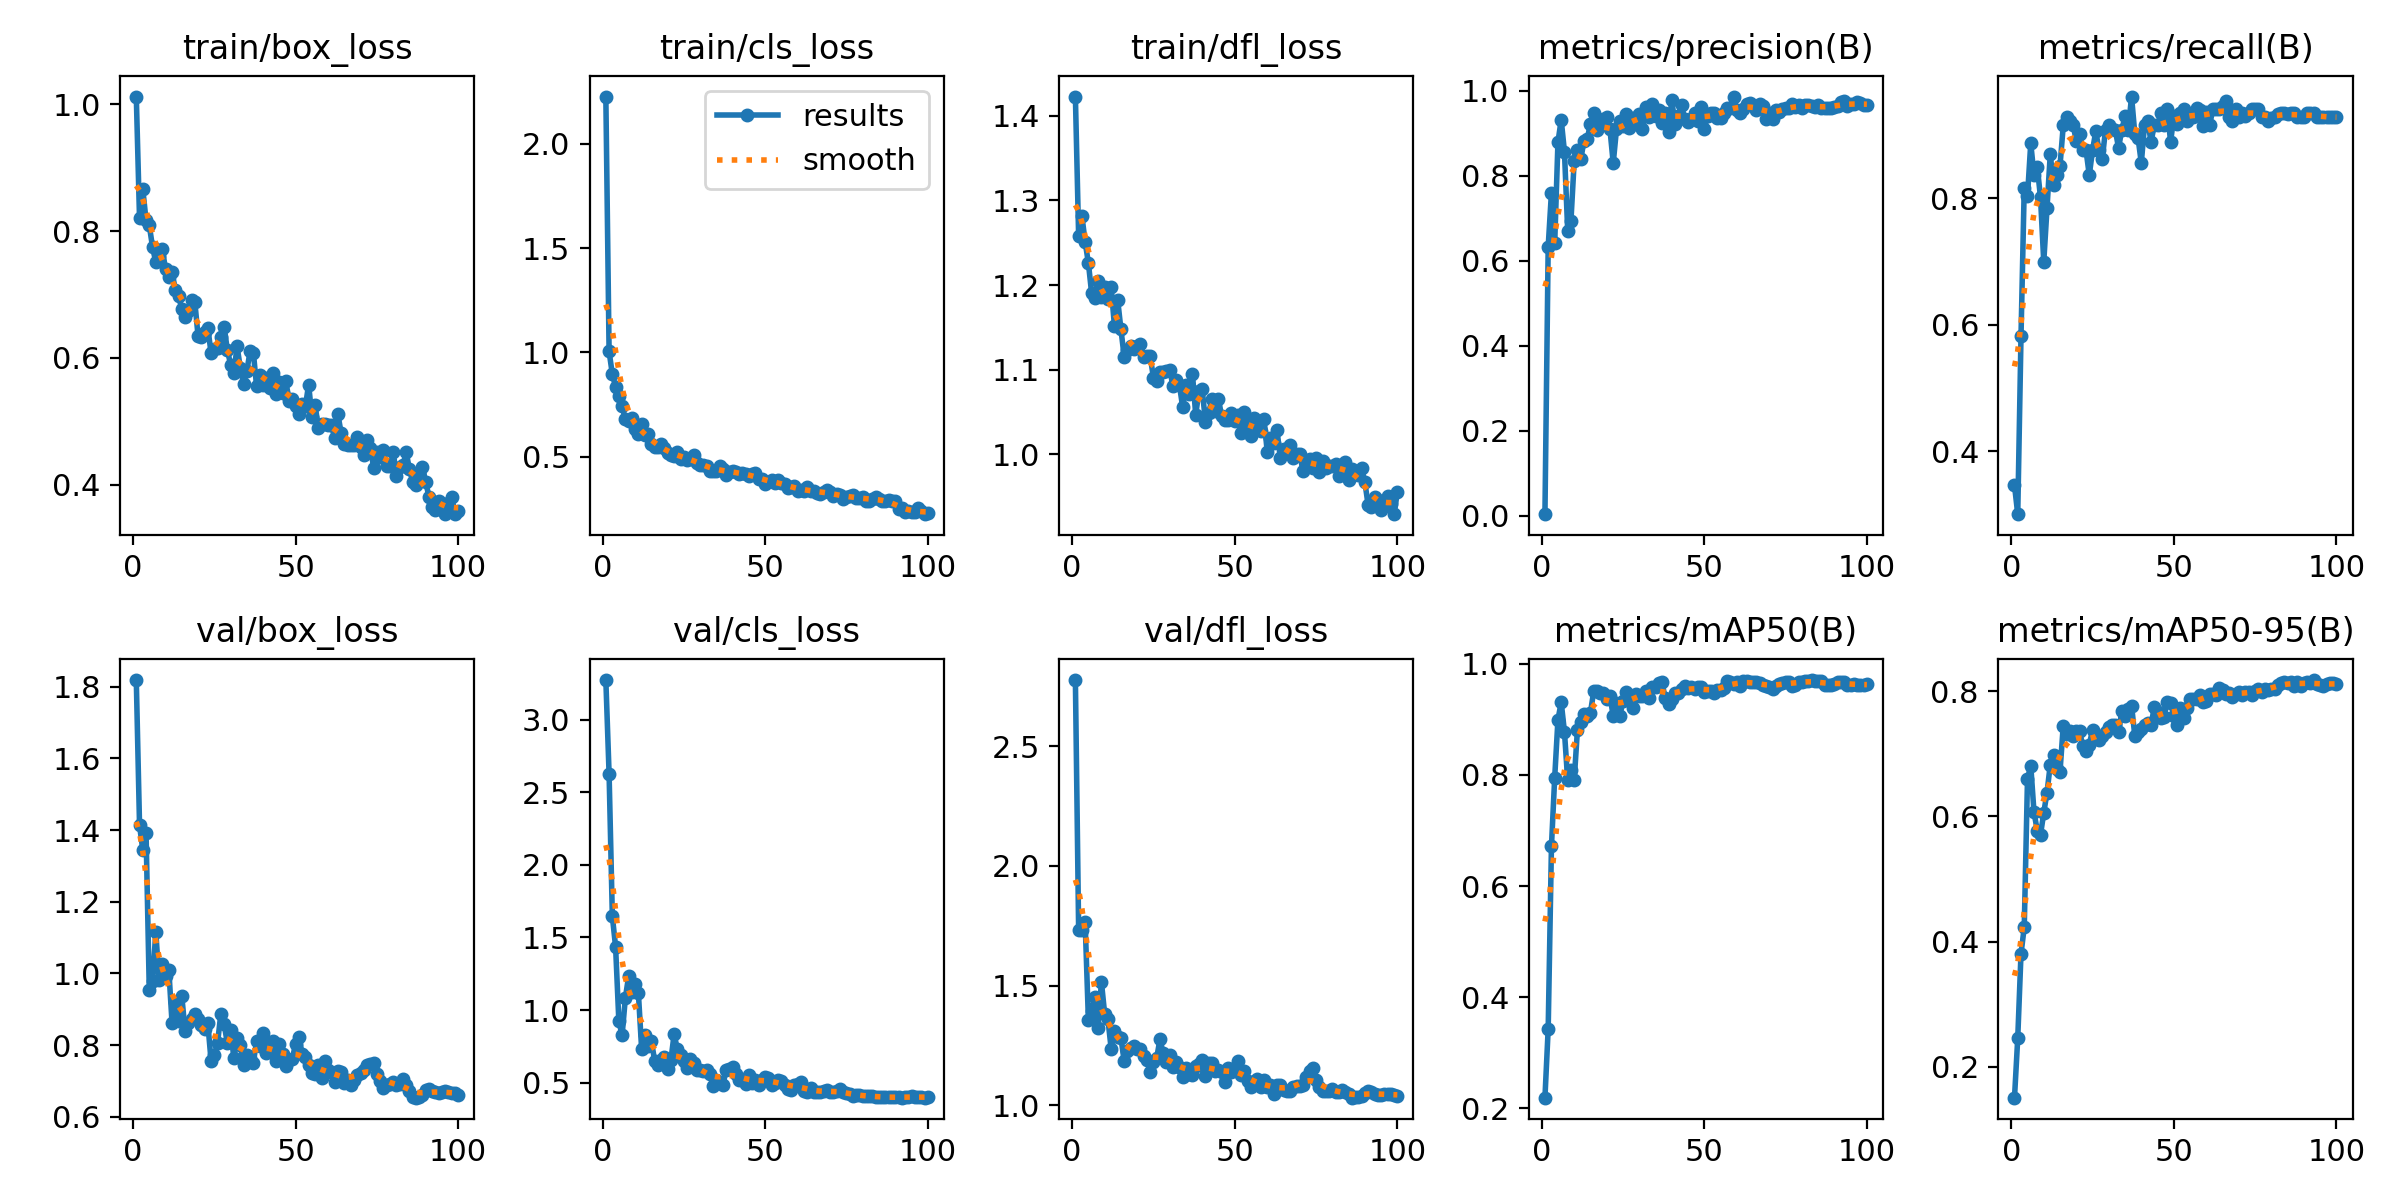 train/box_loss
1.0
0.8
0.6
0.4
0 50 100
train/cls_loss
results
smooth
2.0
1.5
1.0
0.5
0 50 100
train/dfl_loss
1.4
1.3
1.2
1.1
1.0
0 50 100
metrics/precision(B)
1.0
0.8
0.6
0.4
0.2
0.0
0 50 100
metrics/recall(B)
0.8
0.6
0.4
0 50 100
val/box_loss
1.8
1.6
1.4
1.2
1.0
0.8
0.6
0 50 100
val/cls_loss
3.0
2.5
2.0
1.5
1.0
0.5
0 50 100
val/dfl_loss
2.5
2.0
1.5
1.0
0 50 100
metrics/mAP50(B)
1.0
0.8
0.6
0.4
0.2
0 50 100
metrics/mAP50-95(B)
0.8
0.6
0.4
0.2
0 50 100